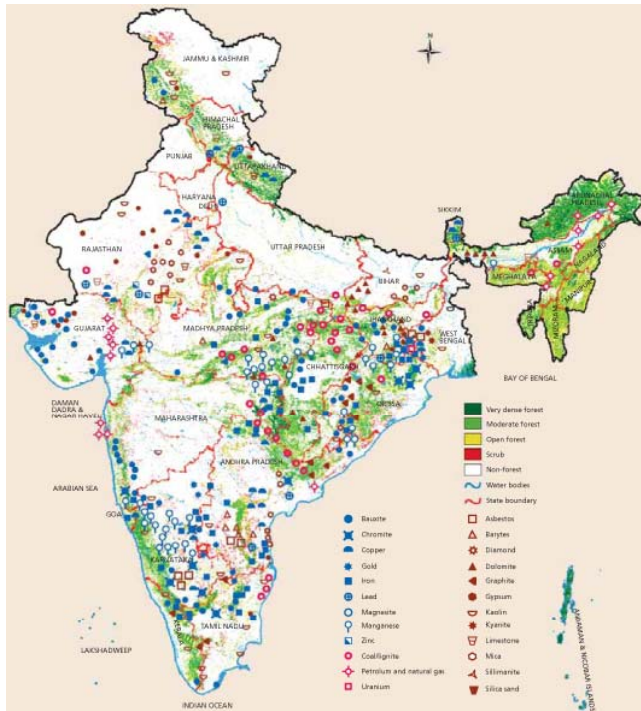 JAMMU & KASHMIR
N
HIMACHAL
PRADESH
PUNJAB
UTTARAKHAND
HARYANA
DELHI
RAJASTHAN
UTTAR PRADESH
SIKKIM
ARUNACHAL
PRADESH
ASSAM
NAGALAND
MEGHALAYA
MANIPUR
TRIPURA
MIZORAM
BIHAR
JHARKHAND
WEST
BENGAL
GUJARAT
MADHYA PRADESH
CHHATTISGARH
ORISSA
BAY OF BENGAL
DAMAN
DADRA &
NAGAR HAVELI
MAHARASHTRA
ANDHRA PRADESH
ARABIAN SEA
GOA
KARNATAKA
KERALA
TAMIL NADU
LAKSHADWEEP
INDIAN OCEAN
ANDAMAN & NICOBAR ISLANDS
Very dense forest
Moderate forest
Open forest
Scrub
Non-forest
Water bodies
State boundary
Bauxite
Chromite
Copper
Gold
Iron
Lead
Magnesite
Manganese
Zinc
Coal/lignite
Petrolum and natural gas
Uranium
Asbestos
Barytes
Diamond
Dolomite
Graphite
Gypsum
Kaolin
Kyanite
Limestone
Mica
Sillimanite
Silica sand